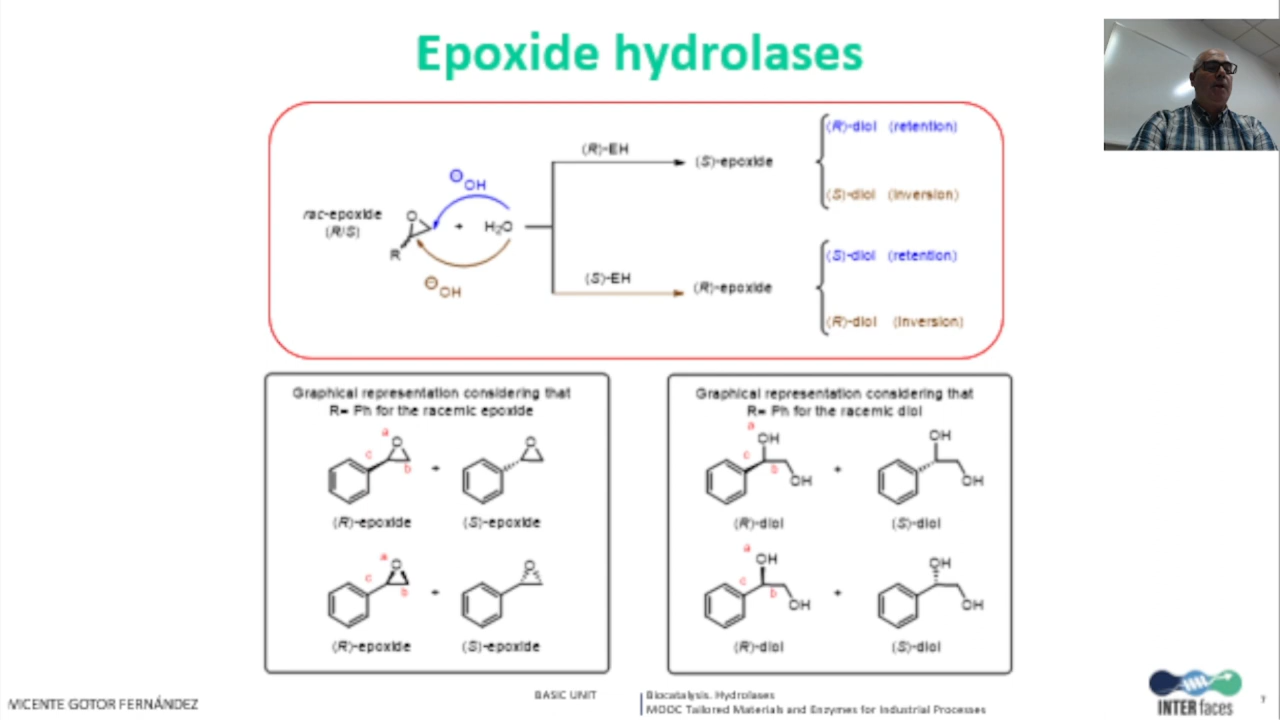 Epoxide hydrolases
rac-epoxide
(R/S)
O
R
⊖OH
+
H₂O
⊖OH
(R)-EH
(S)-epoxide
(R)-diol (retention)
(S)-diol (inversion)
(S)-EH
(R)-epoxide
(S)-diol (retention)
(R)-diol (inversion)
Graphical representation considering that
R= Ph for the racemic epoxide
a
O
c
b
+
O
(R)-epoxide
(S)-epoxide
a
O
c
b
+
O
(R)-epoxide
(S)-epoxide
Graphical representation considering that
R= Ph for the racemic diol
a
OH
c
b
OH
+
OH
OH
(R)-diol
(S)-diol
a
OH
c
b
OH
+
OH
OH
(R)-diol
(S)-diol
VICENTE GOTOR FERNÁNDEZ
BASIC UNIT
Biocatalysis. Hydrolases
MOOC Tailored Materials and Enzymes for Industrial Processes
INTERfaces
7